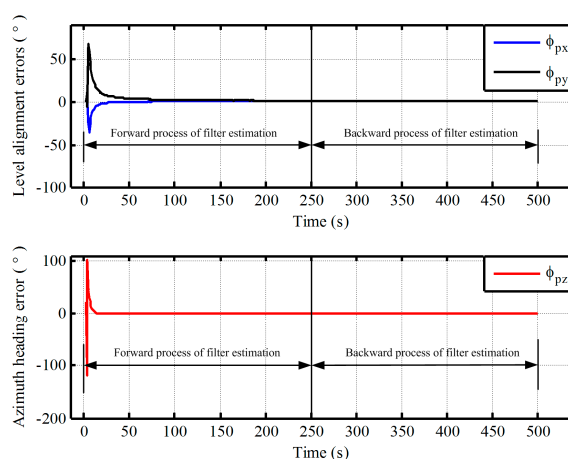 Level alignment errors ( ° )
50
0
-50
-100
ϕpx
ϕpy
Forward process of filter estimation
Backward process of filter estimation
0 50 100 150 200 250 300 350 400 450 500
Time (s)
Azimuth heading error ( ° )
100
0
-100
-200
ϕpz
Forward process of filter estimation
Backward process of filter estimation
0 50 100 150 200 250 300 350 400 450 500
Time (s)